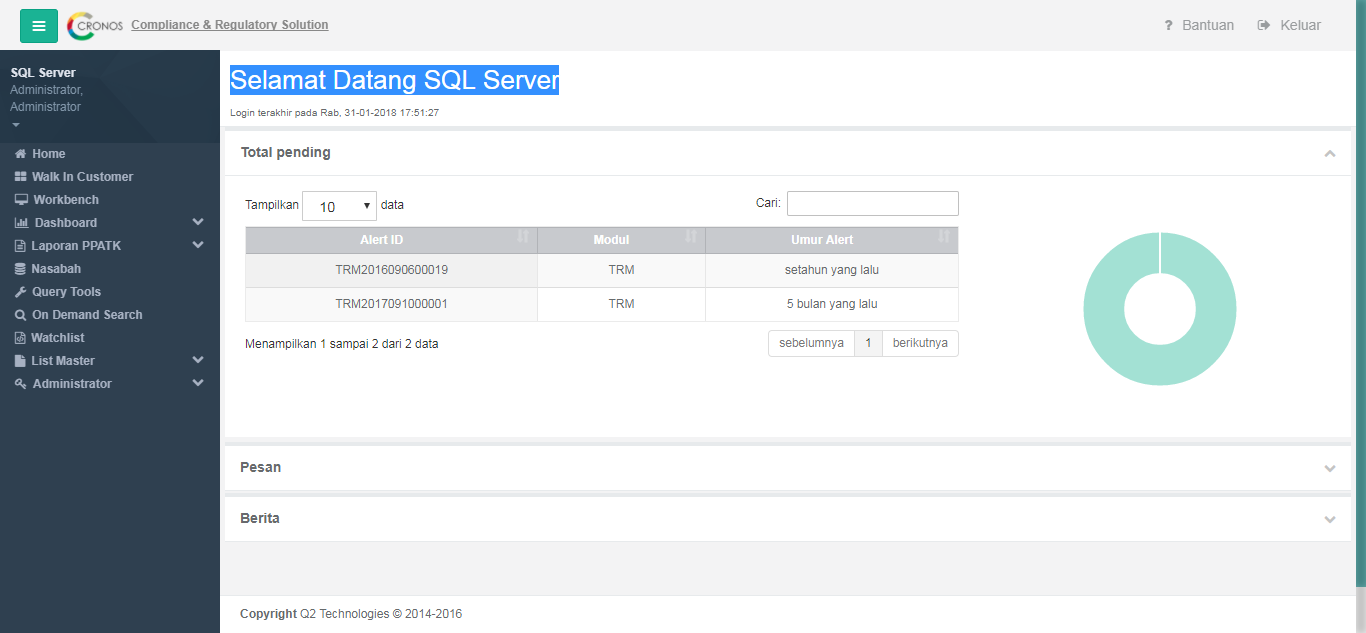 CRONOS Compliance & Regulatory Solution
? Bantuan Keluar
SQL Server
Administrator,
Administrator
Home
Walk In Customer
Workbench
Dashboard
Laporan PPATK
Nasabah
Query Tools
On Demand Search
Watchlist
List Master
Administrator
Selamat Datang SQL Server
Login terakhir pada Rab, 31-01-2018 17:51:27
Total pending
Tampilkan 10 data Cari:
Alert ID Modul Umur Alert
TRM2016090600019 TRM setahun yang lalu
TRM2017091000001 TRM 5 bulan yang lalu
Menampilkan 1 sampai 2 dari 2 data
sebelumnya 1 berikutnya
Pesan
Berita
Copyright Q2 Technologies © 2014-2016